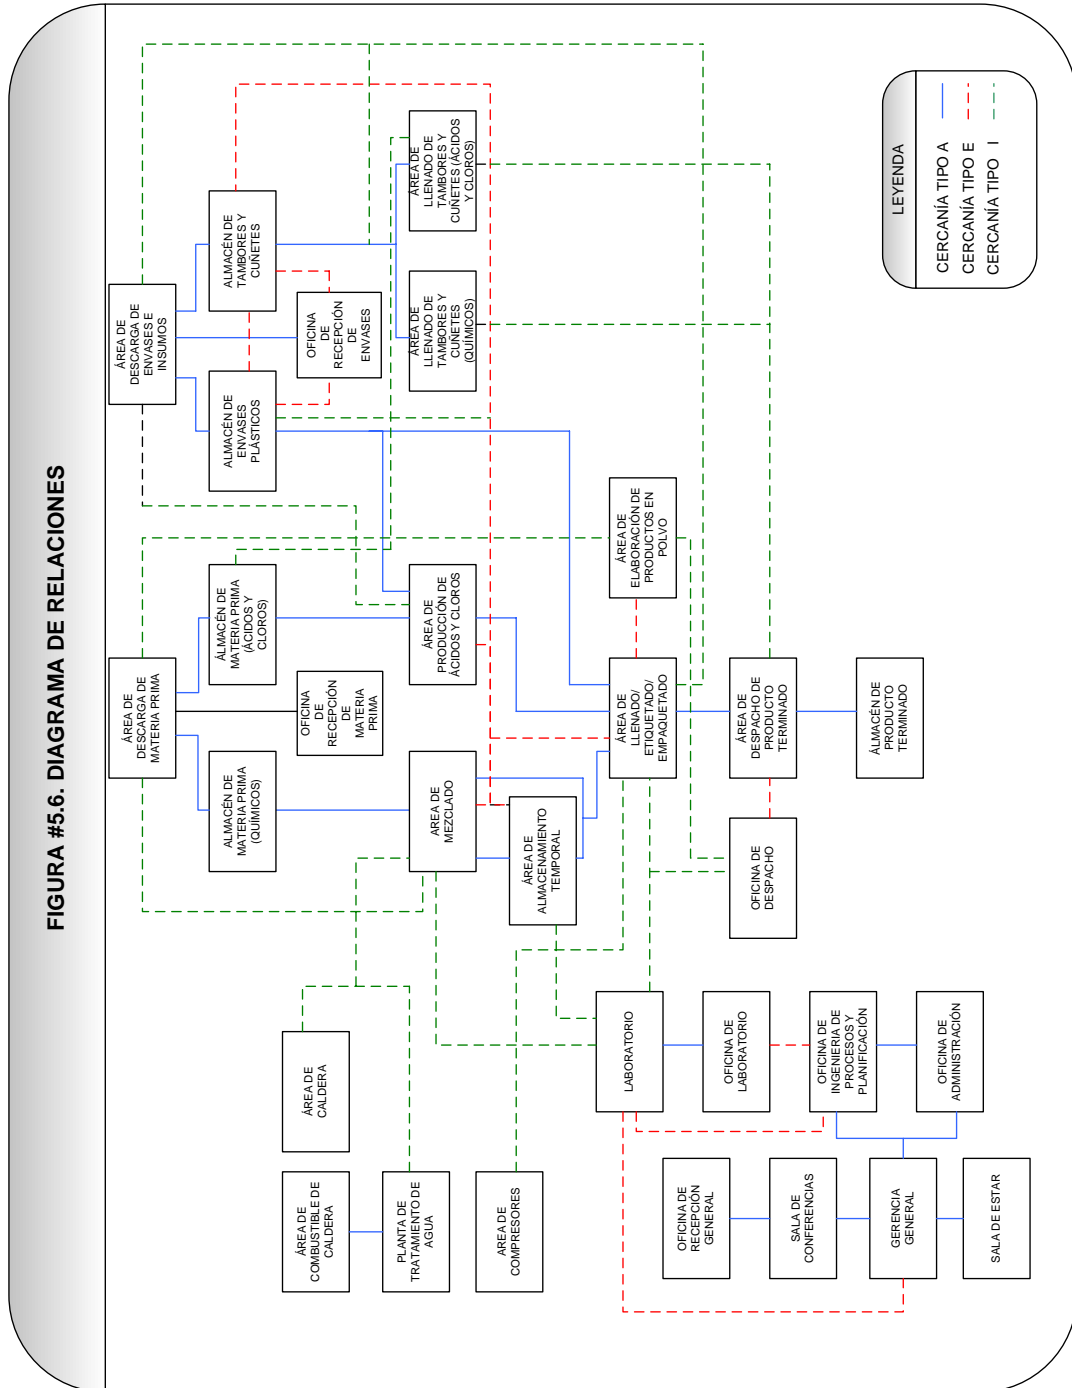 FIGURA #5.6. DIAGRAMA DE RELACIONES
ÁREA DE
DESCARGA DE
MATERIA PRIMA
ÁREA DE
DESCARGA DE
ENVASES E
INSUMOS
ALMACÉN DE
MATERIA PRIMA
(QUÍMICOS)
ÁLMACÉN DE
MATERIA PRIMA
(ÁCIDOS Y
CLOROS)
ALMACÉN DE
ENVASES
PLÁSTICOS
ALMACÉN DE
TAMBORES Y
CUÑETES
ÁREA DE
COMBUSTIBLE DE
CALDERA
ÁREA DE
CALDERA
OFICINA
DE
RECEPCIÓN
DE
MATERIA
PRIMA
OFICINA
DE
RECEPCIÓN
DE
ENVASES
PLANTA DE
TRATAMIENTO DE
AGUA
AREA DE
MEZCLADO
ÁREA DE
PRODUCCIÓN DE
ÁCIDOS Y CLOROS
ÁREA DE
LLENADO DE
TAMBORES Y
CUÑETES
(QUÍMICOS)
ÁREA DE
LLENADO DE
TAMBORES Y
CUÑETES (ÁCIDOS
Y CLOROS)
AREA DE
COMPRESORES
ÁREA DE
ALMACENAMIENTO
TEMPORAL
LABORATORIO
ÁREA DE
LLENADO/
ETIQUETADO/
EMPAQUETADO
ÁREA DE
ELABORACIÓN DE
PRODUCTOS EN
POLVO
OFICINA DE
RECEPCIÓN
GENERAL
OFICINA DE
LABORATORIO
OFICINA DE
DESPACHO
ÁREA DE
DESPACHO DE
PRODUCTO
TERMINADO
SALA DE
CONFERENCIAS
OFICINA DE
INGENIERIA DE
PROCESOS Y
PLANIFICACIÓN
ÁLMACÉN DE
PRODUCTO
TERMINADO
GERENCIA
GENERAL
OFICINA DE
ADMINISTRACIÓN
SALA DE ESTAR
LEYENDA
CERCANÍA TIPO A
CERCANÍA TIPO E
CERCANÍA TIPO I